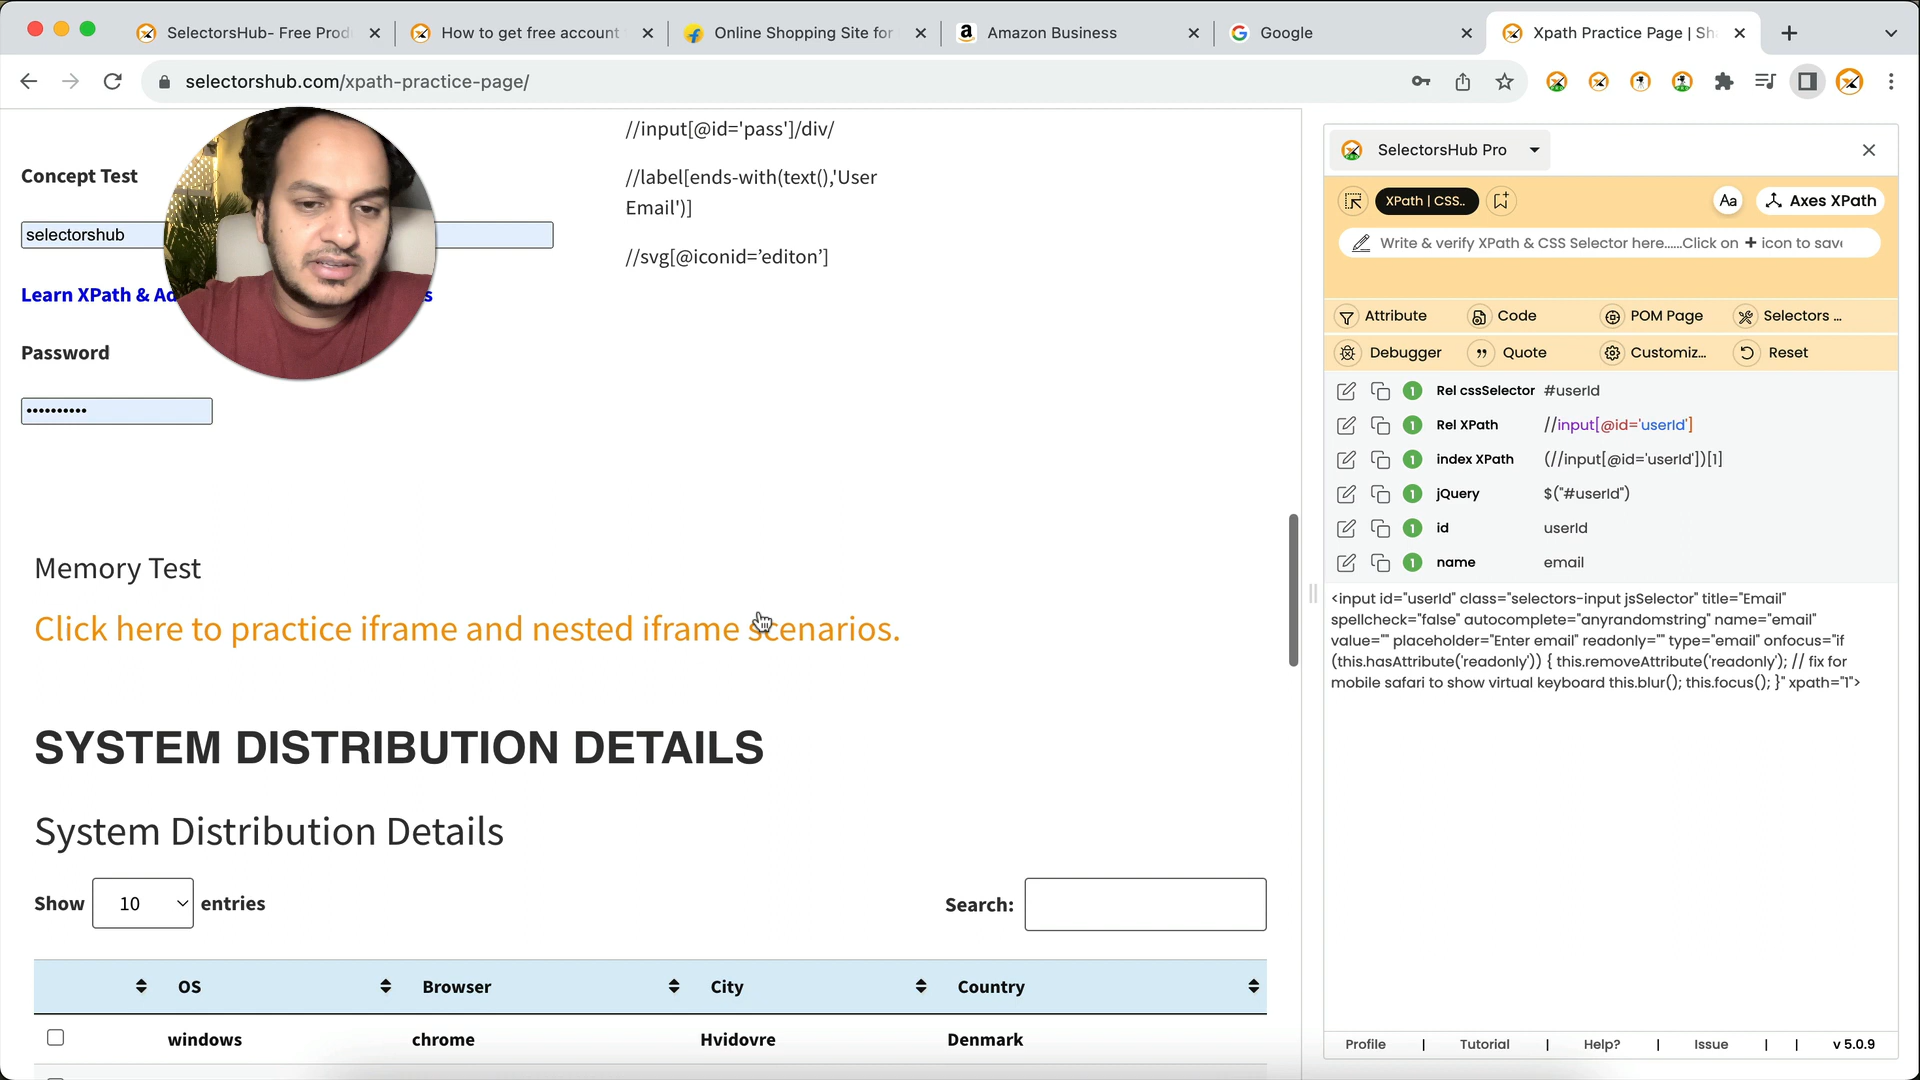 SelectorsHub- Free Prod
How to get free account
Online Shopping Site for
Amazon Business
Google
Xpath Practice Page | Sh
selectorshub.com/xpath-practice-page/
//input[@id='pass']/div/
Concept Test
//label[ends-with(text(),'User
Email')]
selectorshub
//svg[@iconid=’editon’]
Learn XPath & Ad
s
Password
••••••••••
Memory Test
Click here to practice iframe and nested iframe scenarios.
SYSTEM DISTRIBUTION DETAILS
System Distribution Details
Show 10 entries
Search:
OS Browser City Country
windows chrome Hvidovre Denmark
SelectorsHub Pro
XPath | CSS..
Aa
Axes XPath
Write & verify XPath & CSS Selector here......Click on + icon to save
Attribute Code POM Page Selectors ...
Debugger Quote Customiz... Reset
1 Rel cssSelector #userId
1 Rel XPath //input[@id='userId']
1 index XPath (//input[@id='userId'])[1]
1 jQuery $("#userId")
1 id userId
1 name email
<input id="userId" class="selectors-input jsSelector" title="Email"
spellcheck="false" autocomplete="anyrandomstring" name="email"
value="" placeholder="Enter email" readonly="" type="email" onfocus="if
(this.hasAttribute('readonly')) { this.removeAttribute('readonly'); // fix for
mobile safari to show virtual keyboard this.blur(); this.focus(); }" xpath="1">
Profile | Tutorial | Help? | Issue | | v 5.0.9